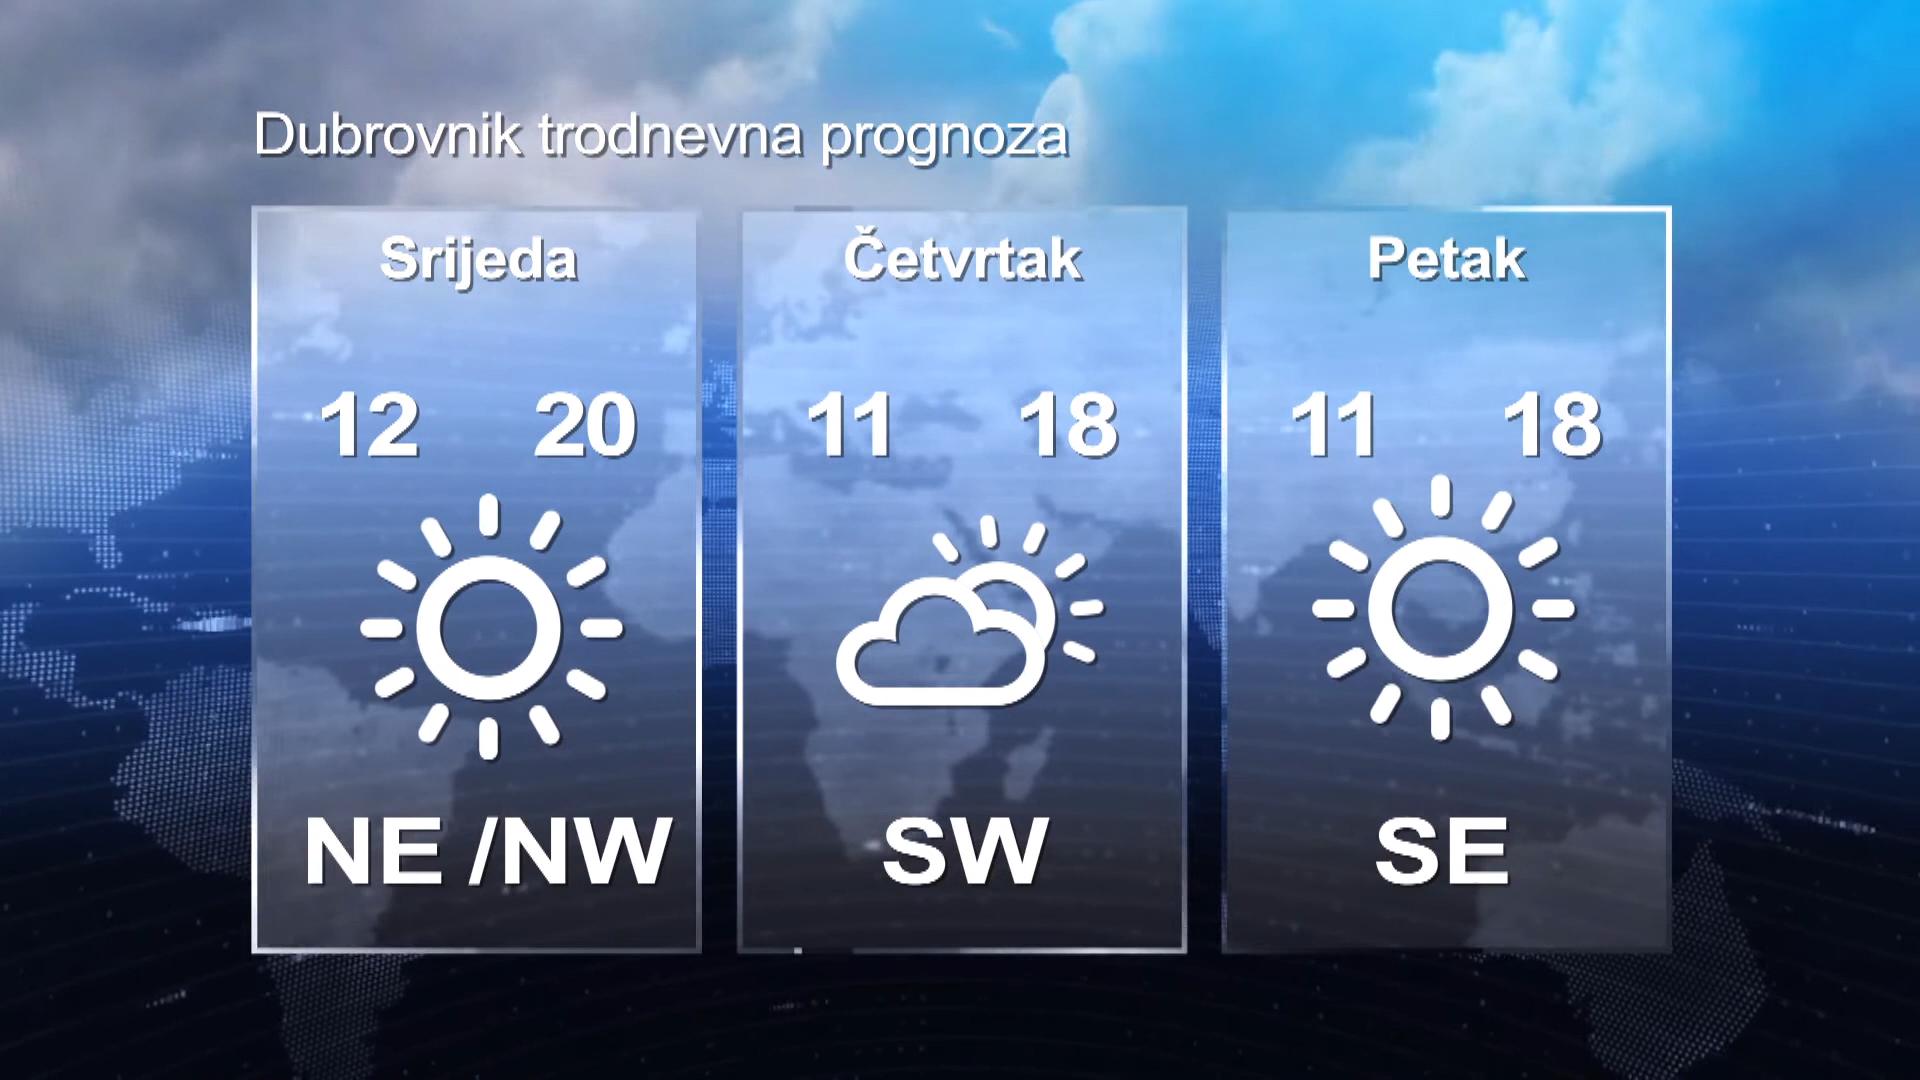 Dubrovnik trodnevna prognoza
Srijeda
12 20
NE /NW
Četvrtak
11 18
SW
Petak
11 18
SE